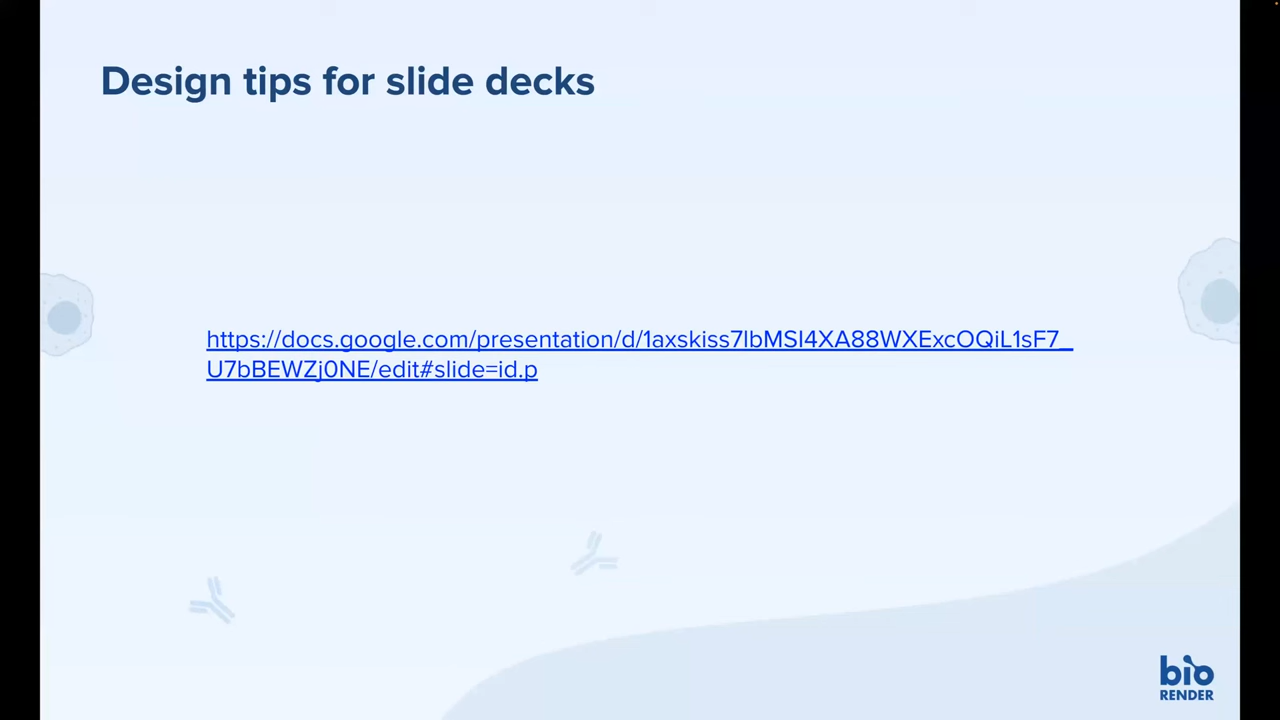 Design tips for slide decks
https://docs.google.com/presentation/d/1axskiss7lbMSI4XA88WXExcOQiL1sF7_
U7bBEWZj0NE/edit#slide=id.p
bio
RENDER